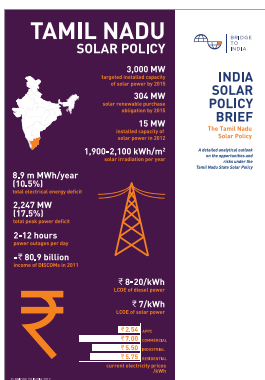 TAMIL NADU
SOLAR POLICY
3,000 MW
targeted installed capacity
of solar power by 2015
304 MW
solar renewable purchase
obligation by 2015
15 MW
installed capacity of
solar power in 2012
1,900-2,100 kWh/m²
solar irradiation per year
8.9 m MWh/year
(10.5%)
total electrical energy deficit
2,247 MW
(17.5%)
total peak power deficit
2-12 hours
power outages per day
-₹ 80,9 billion
income of DISCOMs in 2011
₹
₹ 8-20/kWh
LCOE of diesel power
₹ 7/kWh
LCOE of solar power
₹ 2.54 APPC
₹ 7.00 COMMERCIAL
₹ 5.50 INDUSTRIAL
₹ 5.75 RESIDENTIAL
current electricity prices
/kWh
BRIDGE
TO
INDIA
INDIA
SOLAR
POLICY
BRIEF
The Tamil Nadu
Solar Policy
A detailed analytical outlook
on the opportunities and
risks under the
Tamil Nadu State Solar Policy